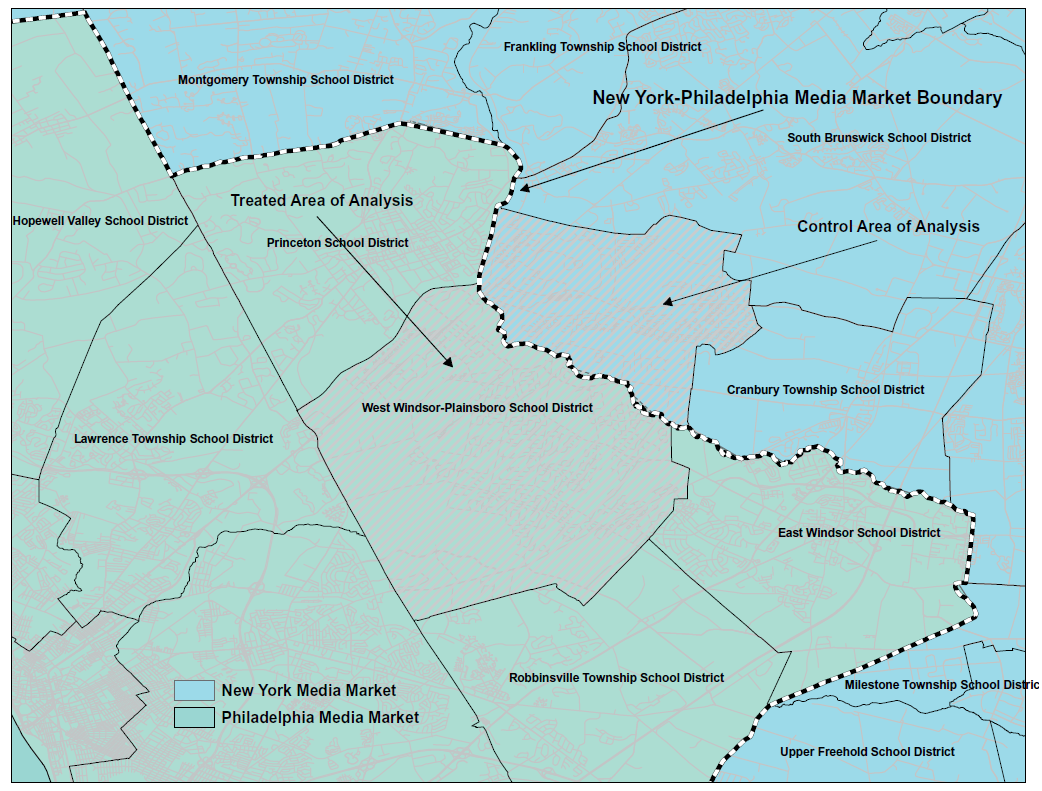 Frankling Township School District
Montgomery Township School District
New York-Philadelphia Media Market Boundary
South Brunswick School District
Treated Area of Analysis
Hopewell Valley School District
Control Area of Analysis
Princeton School District
Cranbury Township School District
West Windsor-Plainsboro School District
Lawrence Township School District
East Windsor School District
Robbinsville Township School District
Milestone Township School Distric
New York Media Market
Philadelphia Media Market
Upper Freehold School District